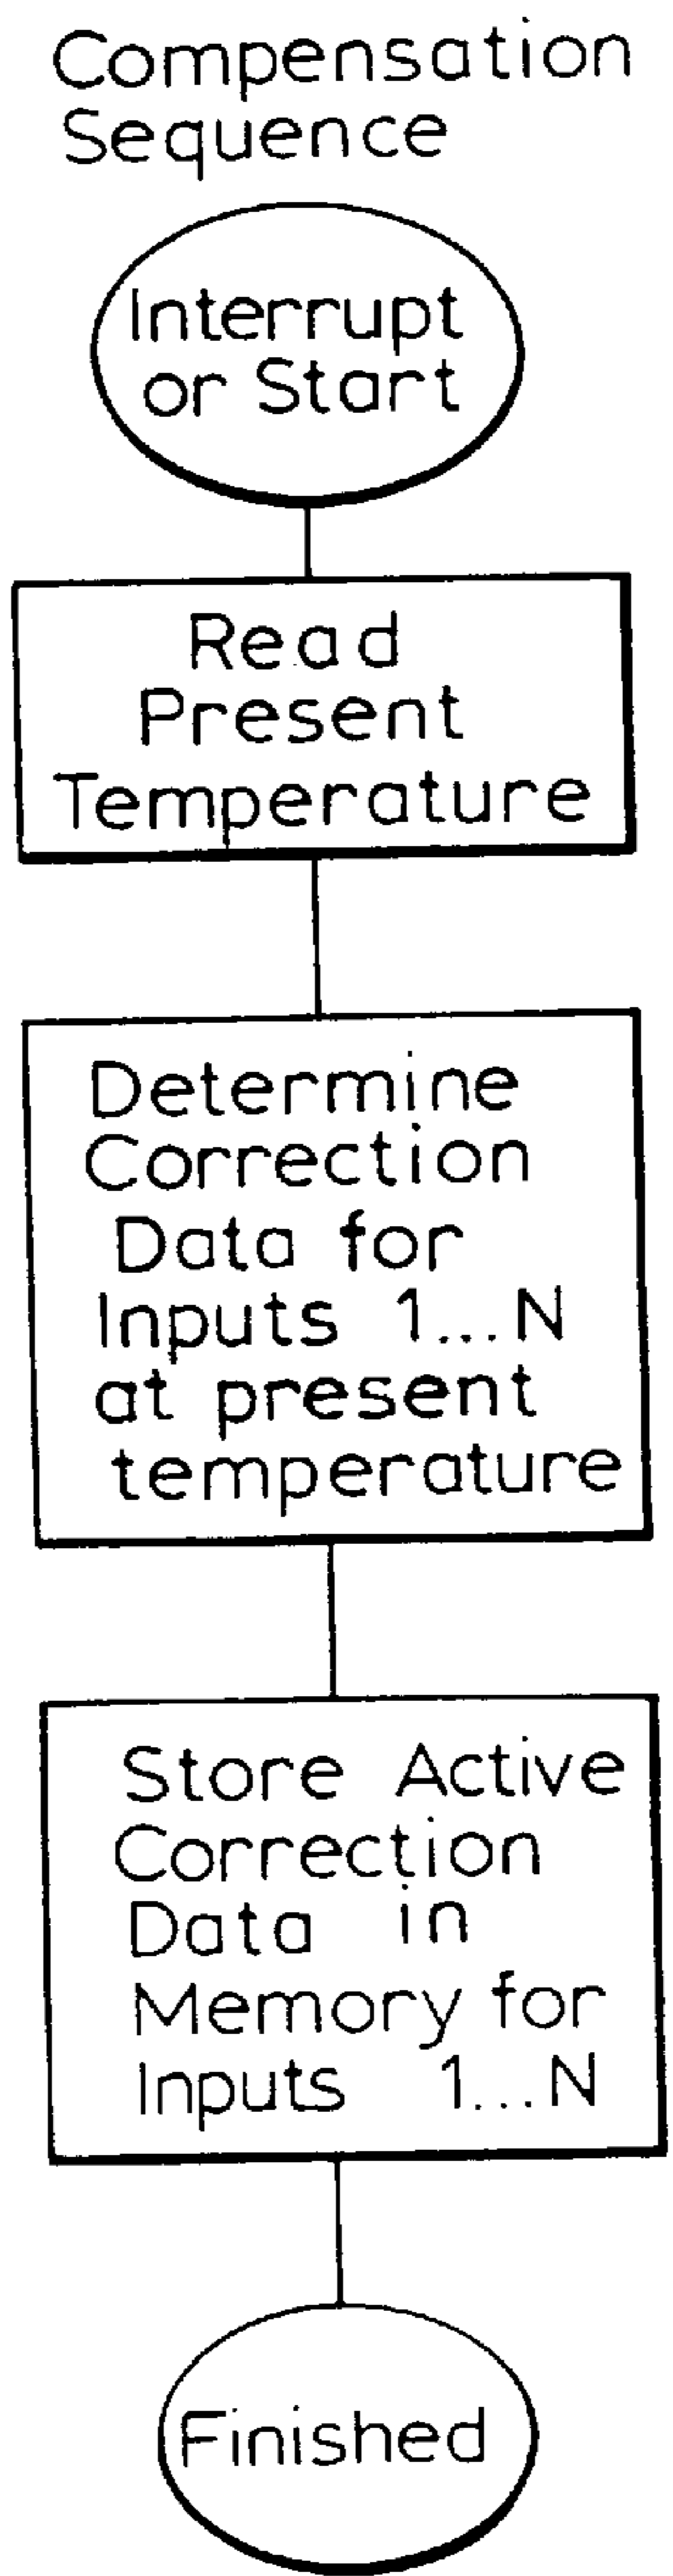 Compensation
Sequence
Interrupt
or Start
Read
Present
Temperature
Determine
Correction
Data for
Inputs 1...N
at present
temperature
Store Active
Correction
Data in
Memory for
Inputs 1...N
Finished